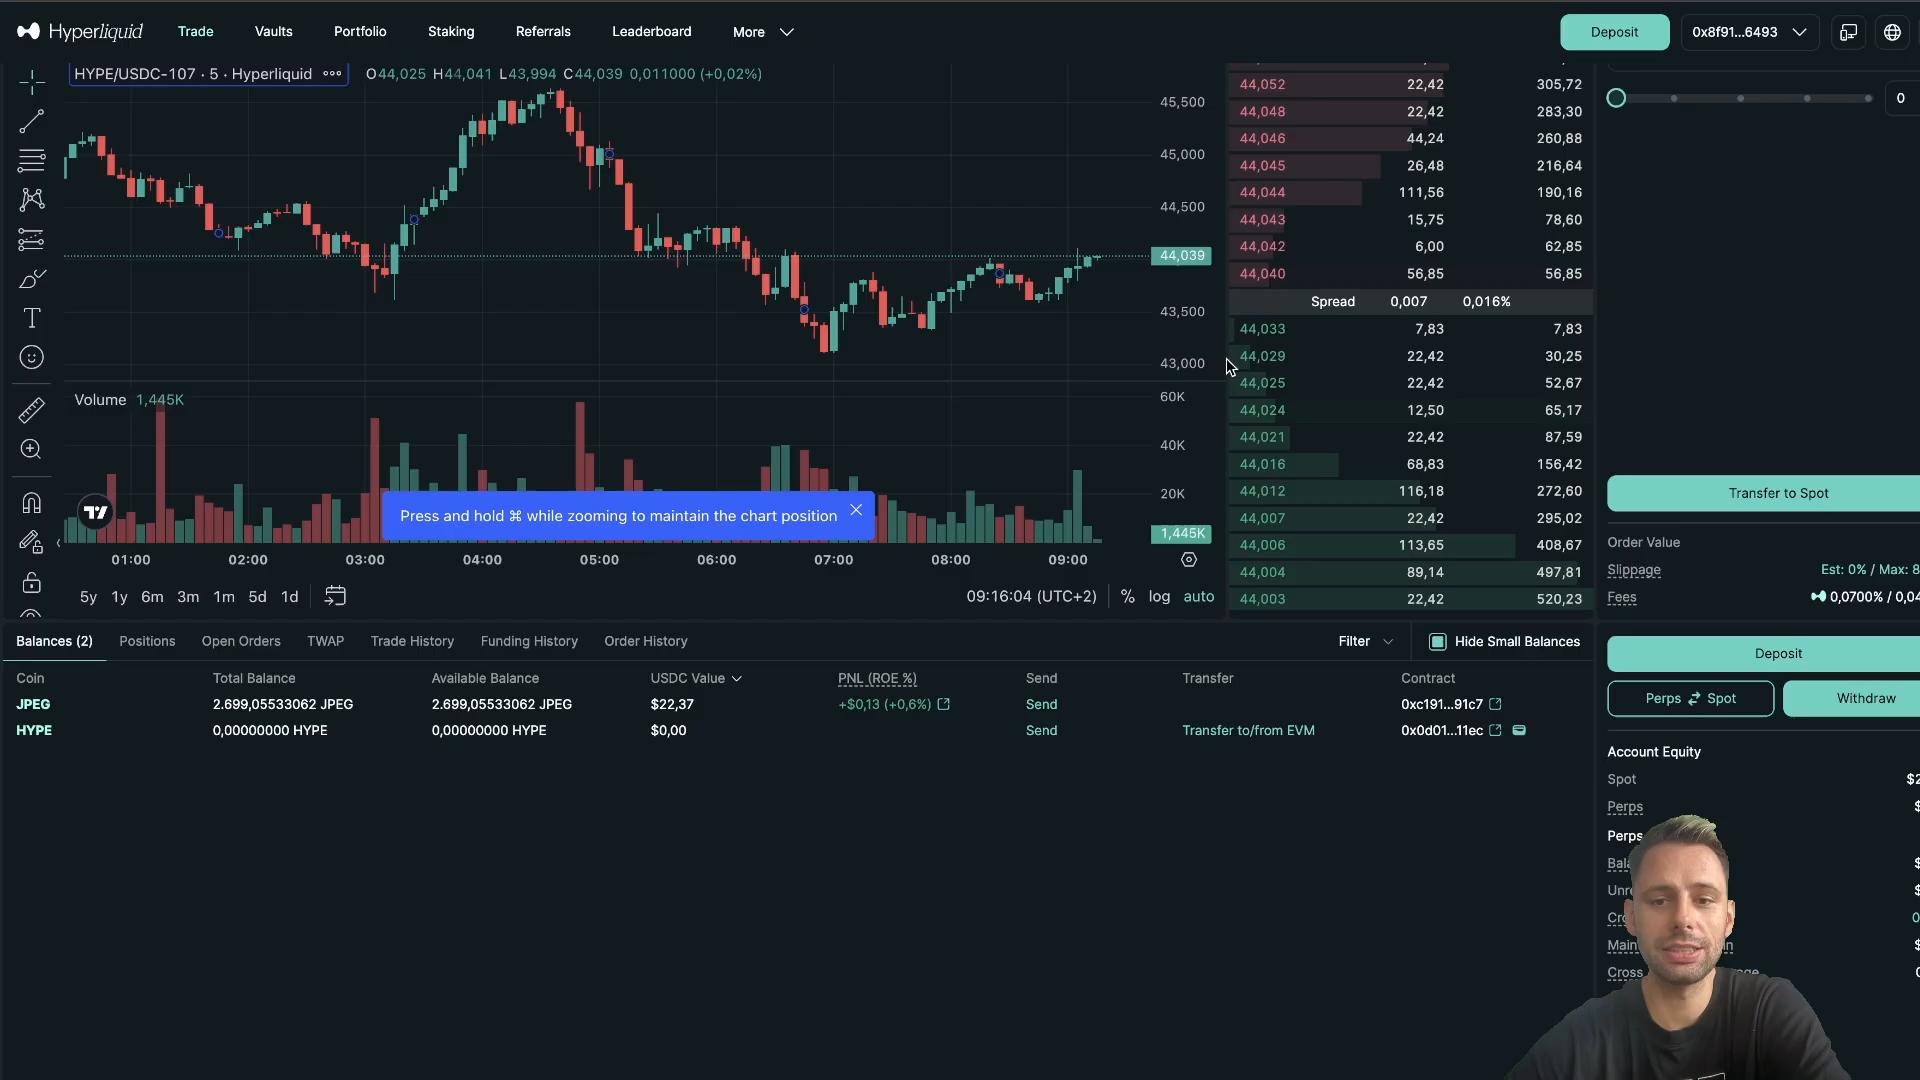 Hyperliquid Trade Vaults Portfolio Staking Referrals Leaderboard More Deposit 0x8f91...6493
HYPE/USDC-107 · 5 · Hyperliquid O44,025 H44,041 L43,994 C44,039 0,011000 (+0,02%)
45,500
45,000
44,500
44,039
43,500
43,000
Volume 1,445K
60K
40K
20K
1,445K
Press and hold ⌘ while zooming to maintain the chart position
01:00 02:00 03:00 04:00 05:00 06:00 07:00 08:00 09:00
5y 1y 6m 3m 1m 5d 1d 09:16:04 (UTC+2) % log auto
44,052 22,42 305,72
44,048 22,42 283,30
44,046 44,24 260,88
44,045 26,48 216,64
44,044 111,56 190,16
44,043 15,75 78,60
44,042 6,00 62,85
44,040 56,85 56,85
Spread 0,007 0,016%
44,033 7,83 7,83
44,029 22,42 30,25
44,025 22,42 52,67
44,024 12,50 65,17
44,021 22,42 87,59
44,016 68,83 156,42
44,012 116,18 272,60
44,007 22,42 295,02
44,006 113,65 408,67
44,004 89,14 497,81
44,003 22,42 520,23
0
Transfer to Spot
Order Value
Slippage Est: 0% / Max: 8
Fees 0,0700% / 0,04
Balances (2) Positions Open Orders TWAP Trade History Funding History Order History Filter Hide Small Balances
Coin Total Balance Available Balance USDC Value PNL (ROE %) Send Transfer Contract
JPEG 2.699,05533062 JPEG 2.699,05533062 JPEG $22,37 +$0,13 (+0,6%) Send 0xc191...91c7
HYPE 0,00000000 HYPE 0,00000000 HYPE $0,00 Send Transfer to/from EVM 0x0d01...11ec
Deposit
Perps ⇄ Spot Withdraw
Account Equity
Spot $2
Perps $
Perps
$
$
0
$
Cross 0